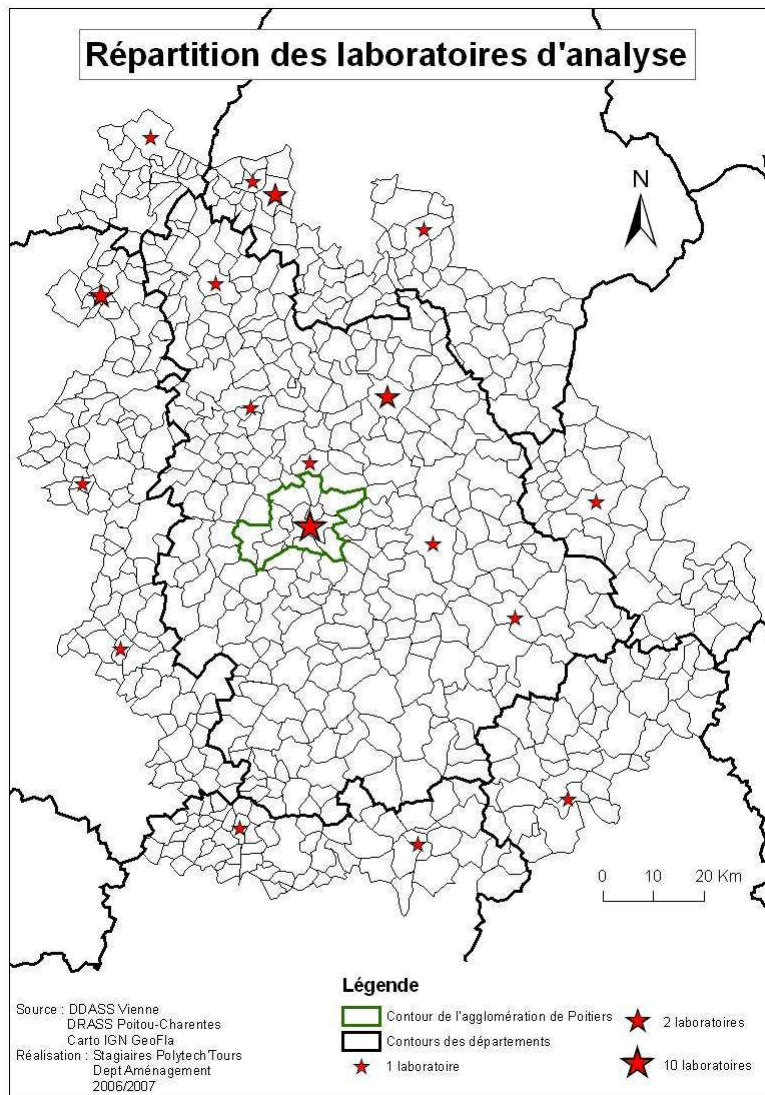 Répartition des laboratoires d'analyse
N
0 10 20 Km
Légende
Contour de l'agglomération de Poitiers
Contours des départements
1 laboratoire
2 laboratoires
10 laboratoires
Source : DDASS Vienne
DRASS Poitou-Charentes
Carto IGN GeoFla
Réalisation : Stagiaires Polytech'Tours
Dept Aménagement
2006/2007